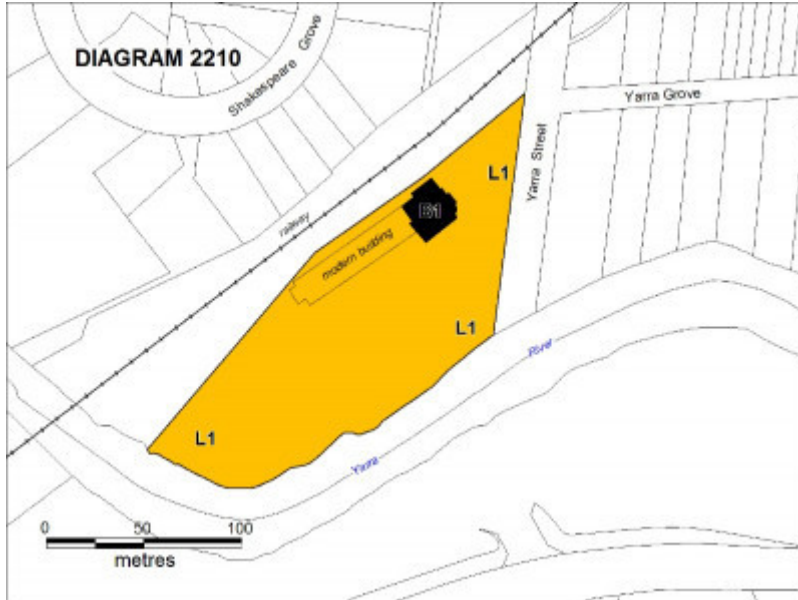 DIAGRAM 2210
Shakespeare Grove
Yarra Grove
L1
Yarra Street
B1
railway
modern building
L1
River
L1
Yarra
0 50 100
metres